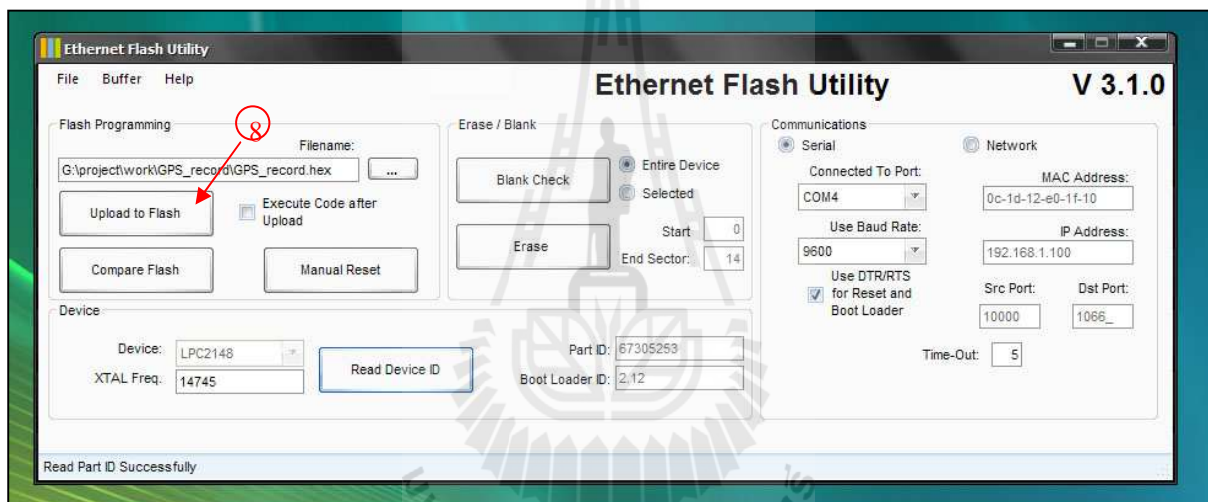 Ethernet Flash Utility
X
File Buffer Help
Ethernet Flash Utility V 3.1.0
Flash Programming
8
Filename:
G:\project\work\GPS_record\GPS_record.hex ...
Upload to Flash
Execute Code after
Upload
Compare Flash
Manual Reset
Erase / Blank
Blank Check
Entire Device
Selected
Erase
Start 0
End Sector: 14
Communications
Serial
Network
Connected To Port:
COM4
Use Baud Rate:
9600
Use DTR/RTS
for Reset and
Boot Loader
MAC Address:
0c-1d-12-e0-1f-10
IP Address:
192.168.1.100
Src Port: Dst Port:
10000 1066_
Time-Out: 5
Device
Device: LPC2148
XTAL Freq. 14745
Read Device ID
Part ID: 67305253
Boot Loader ID: 2,12
Read Part ID Successfully